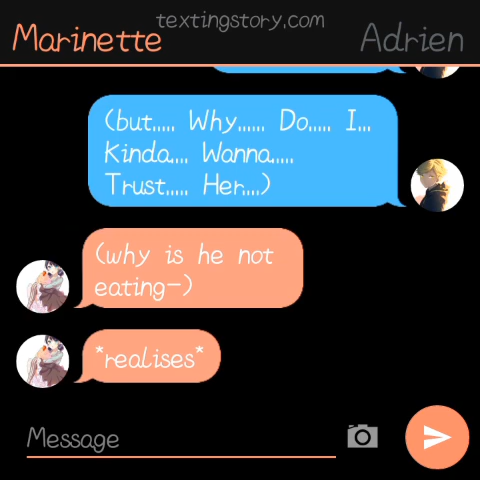 textingstory.com
Marinette
Adrien
(but,,,,, Why,,,,,, Do,,,,, I,,,
Kinda,,,, Wanna,,,,,
Trust,,,,, Her,,,,)
(why is he not
eating-)
*realises*
Message